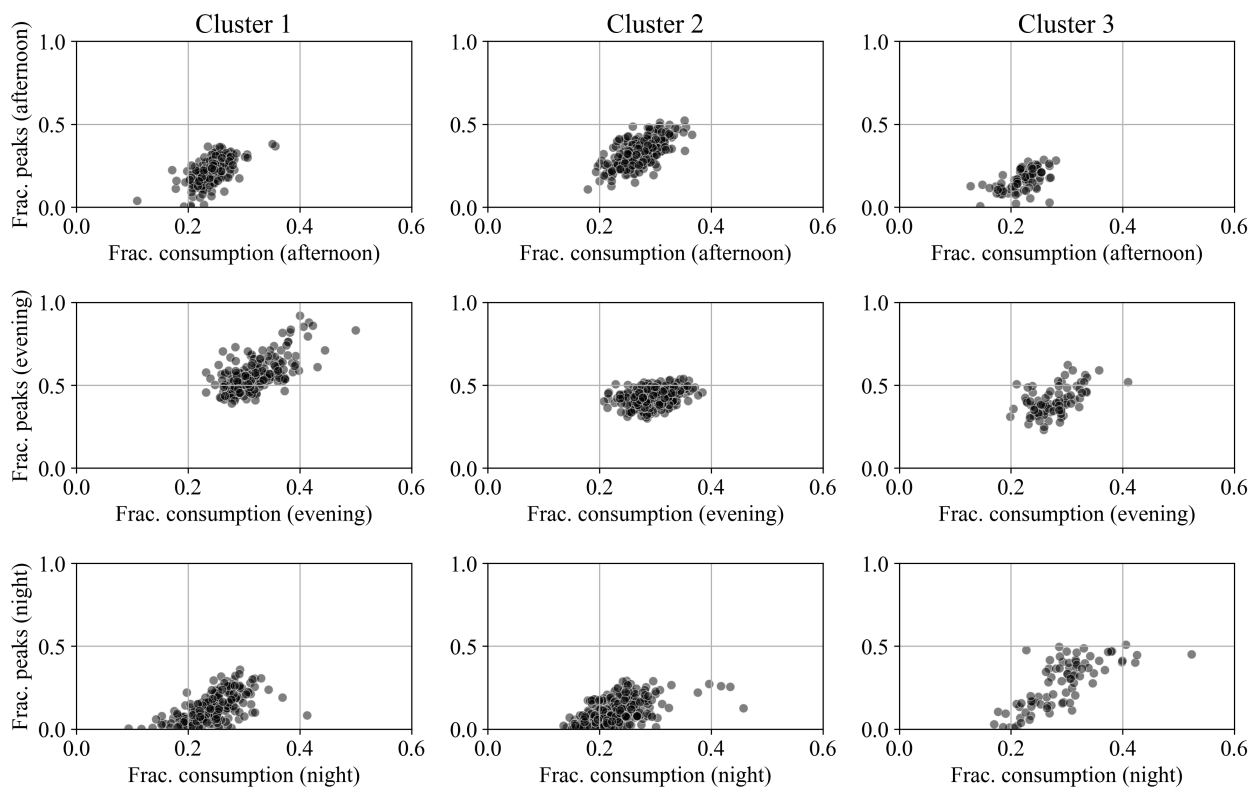 Cluster 1
Cluster 2
Cluster 3
Frac. peaks (afternoon)
1.0
0.5
0.0
0.0 0.2 0.4 0.6
Frac. consumption (afternoon)
1.0
0.5
0.0
0.0 0.2 0.4 0.6
Frac. consumption (afternoon)
1.0
0.5
0.0
0.0 0.2 0.4 0.6
Frac. consumption (afternoon)
Frac. peaks (evening)
1.0
0.5
0.0
0.0 0.2 0.4 0.6
Frac. consumption (evening)
1.0
0.5
0.0
0.0 0.2 0.4 0.6
Frac. consumption (evening)
1.0
0.5
0.0
0.0 0.2 0.4 0.6
Frac. consumption (evening)
Frac. peaks (night)
1.0
0.5
0.0
0.0 0.2 0.4 0.6
Frac. consumption (night)
1.0
0.5
0.0
0.0 0.2 0.4 0.6
Frac. consumption (night)
1.0
0.5
0.0
0.0 0.2 0.4 0.6
Frac. consumption (night)